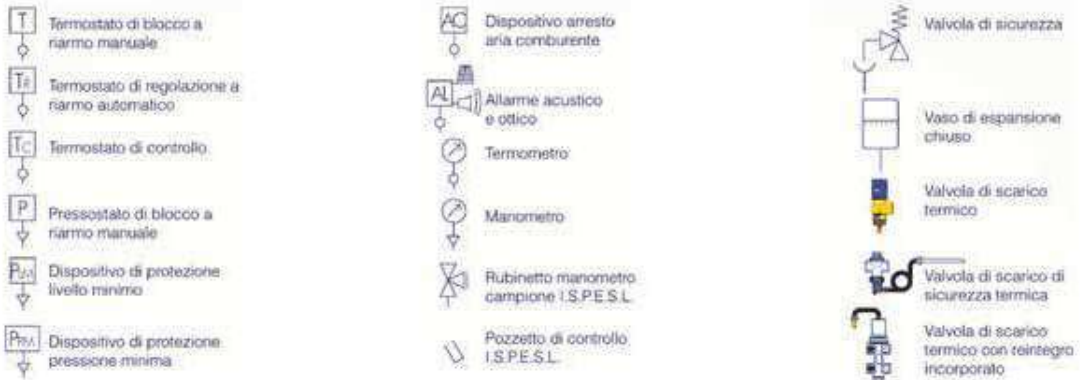 T
Termostato di blocco a
riarmo manuale
Termostato di regolazione a
riarmo automatico
TC
Termostato di controllo
P
Pressostato di blocco a
riarmo manuale
Dispositivo di protezione
livello minimo
Dispositivo di protezione
pressione minima
AC
Dispositivo arresto
aria comburente
AL
Allarme acustico
e ottico
Termometro
Manometro
Rubinetto manometro
campione I.S.P.E.S.L.
Pozzetto di controllo
I.S.P.E.S.L.
Valvola di sicurezza
Vaso di espansione
chiuso
Valvola di scarico
termico
Valvola di scarico di
sicurezza termica
Valvola di scarico
termico con reintegro
incorporato